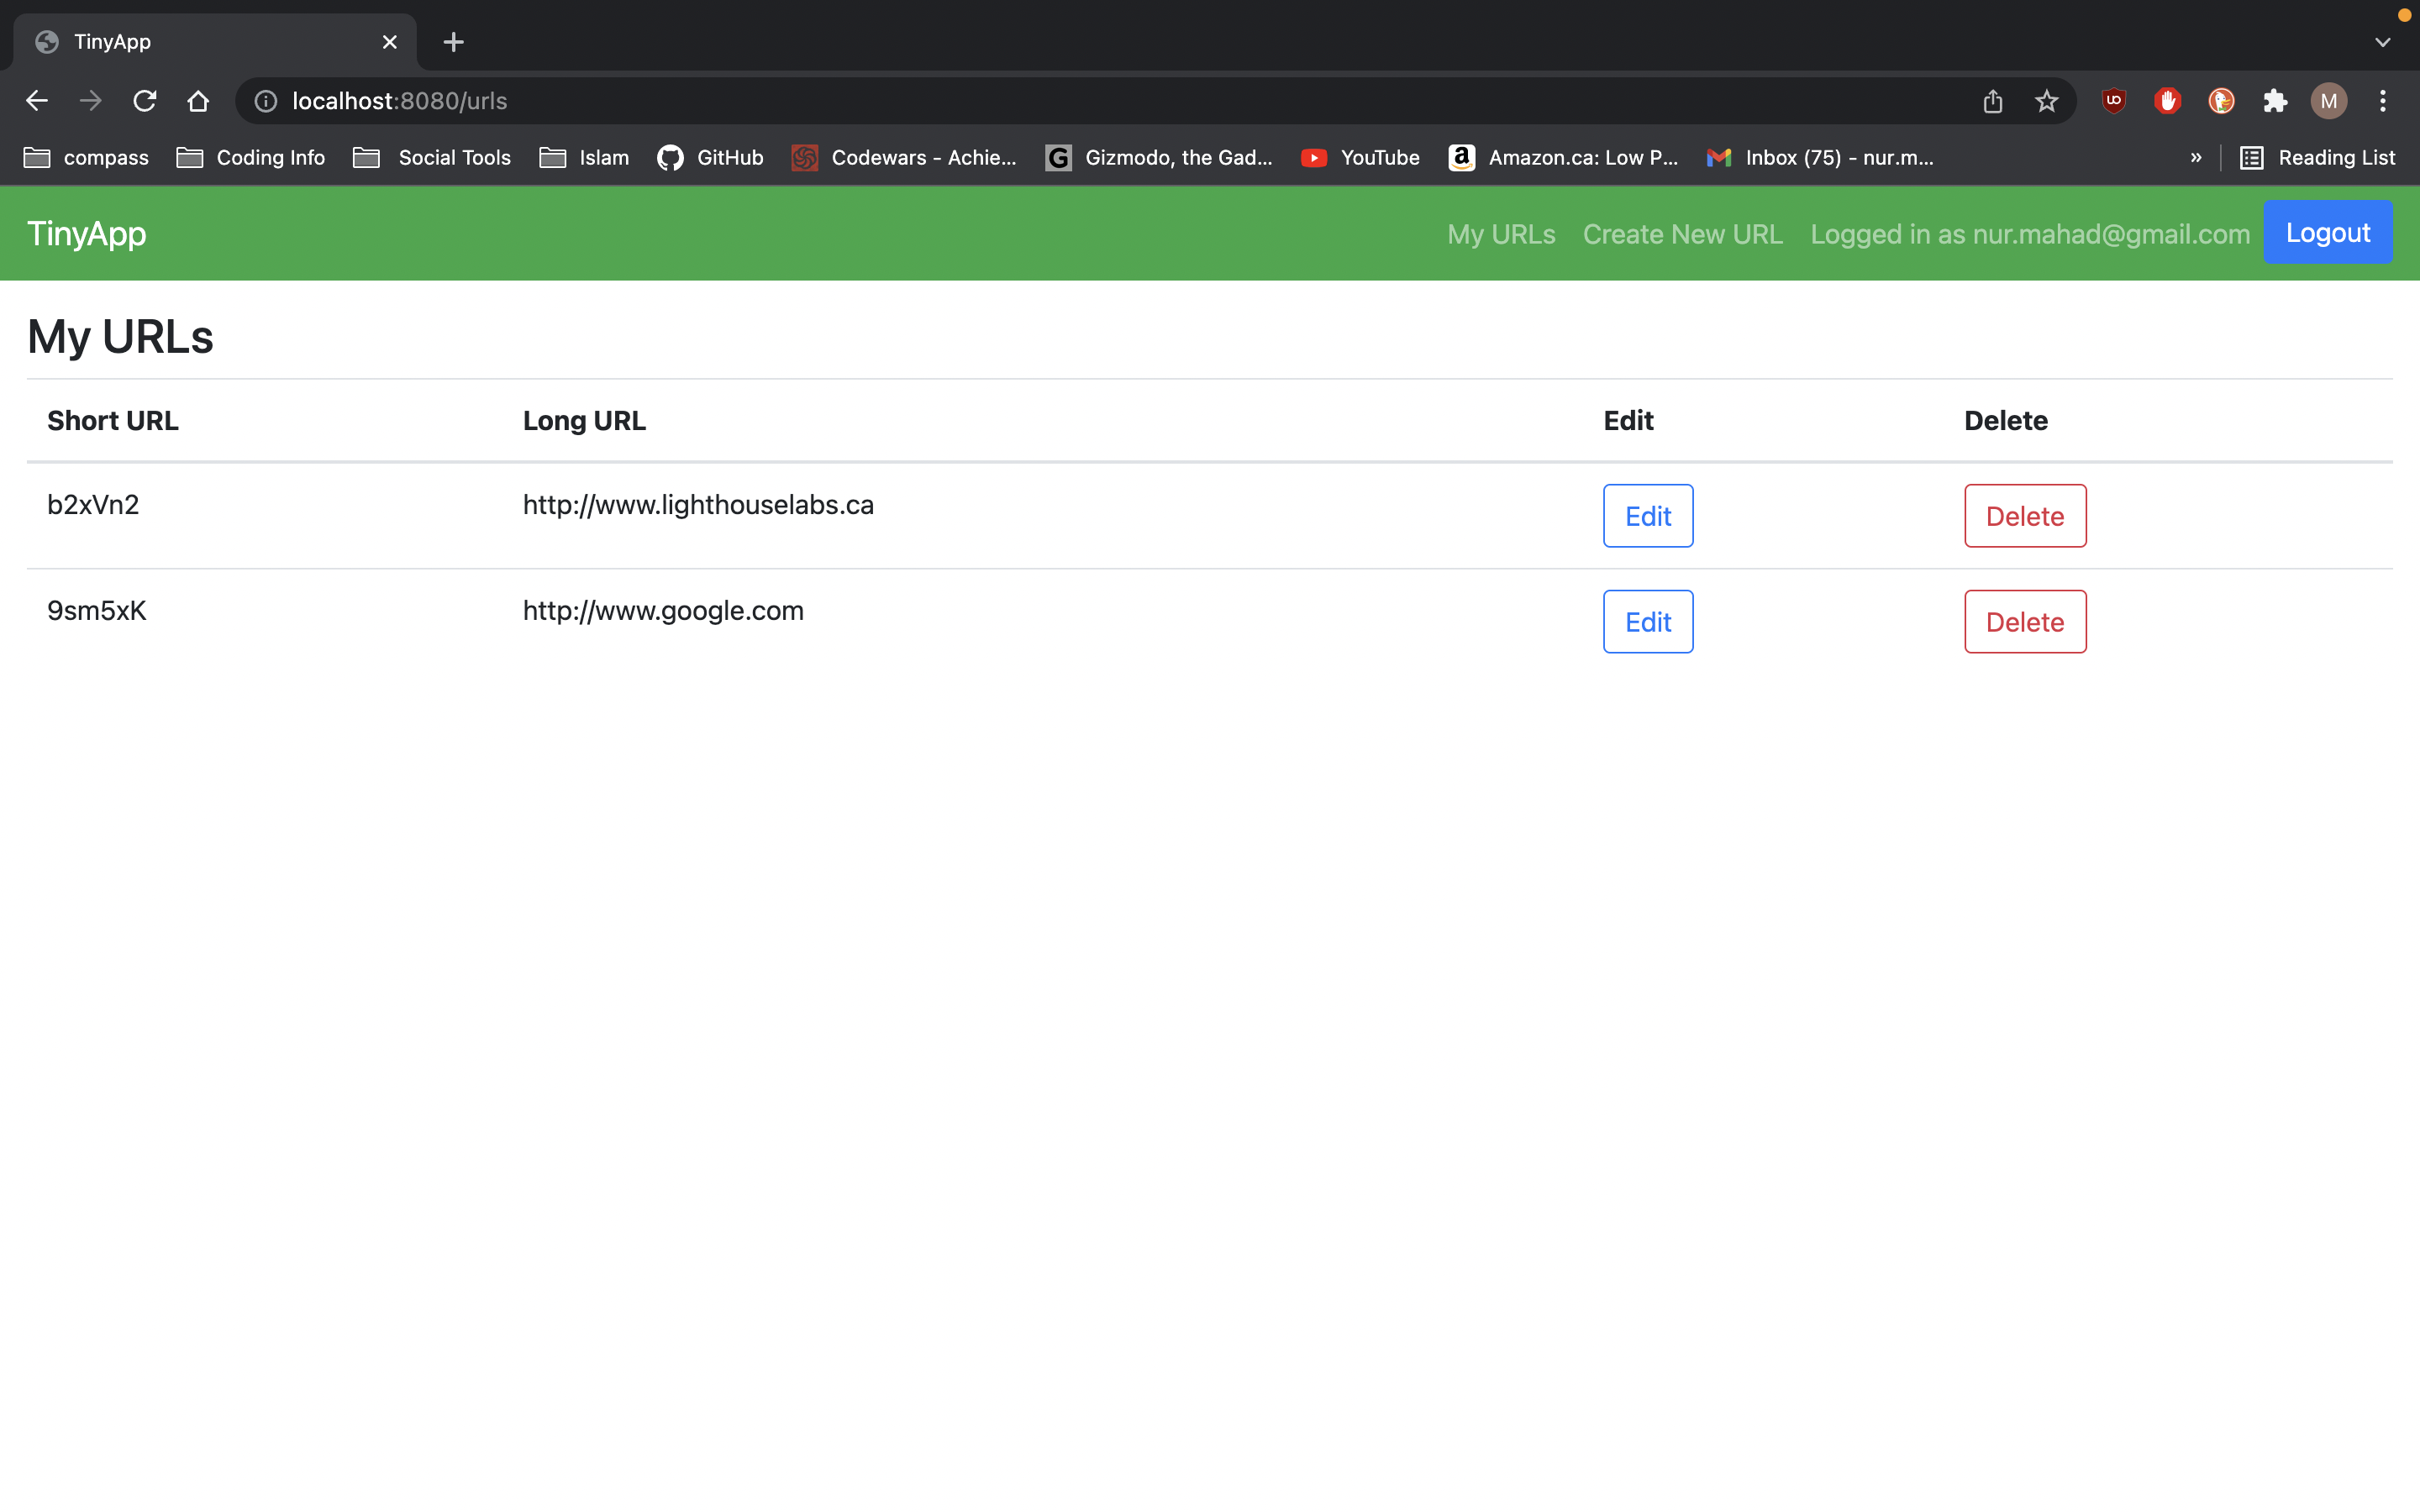 TinyApp
localhost:8080/urls
M
compass Coding Info Social Tools Islam GitHub Codewars - Achie... G Gizmodo, the Gad... YouTube a Amazon.ca: Low P... Inbox (75) - nur.m... » Reading List
TinyApp My URLs Create New URL Logged in as nur.mahad@gmail.com Logout
My URLs
Short URL Long URL Edit Delete
b2xVn2 http://www.lighthouselabs.ca Edit Delete
9sm5xK http://www.google.com Edit Delete